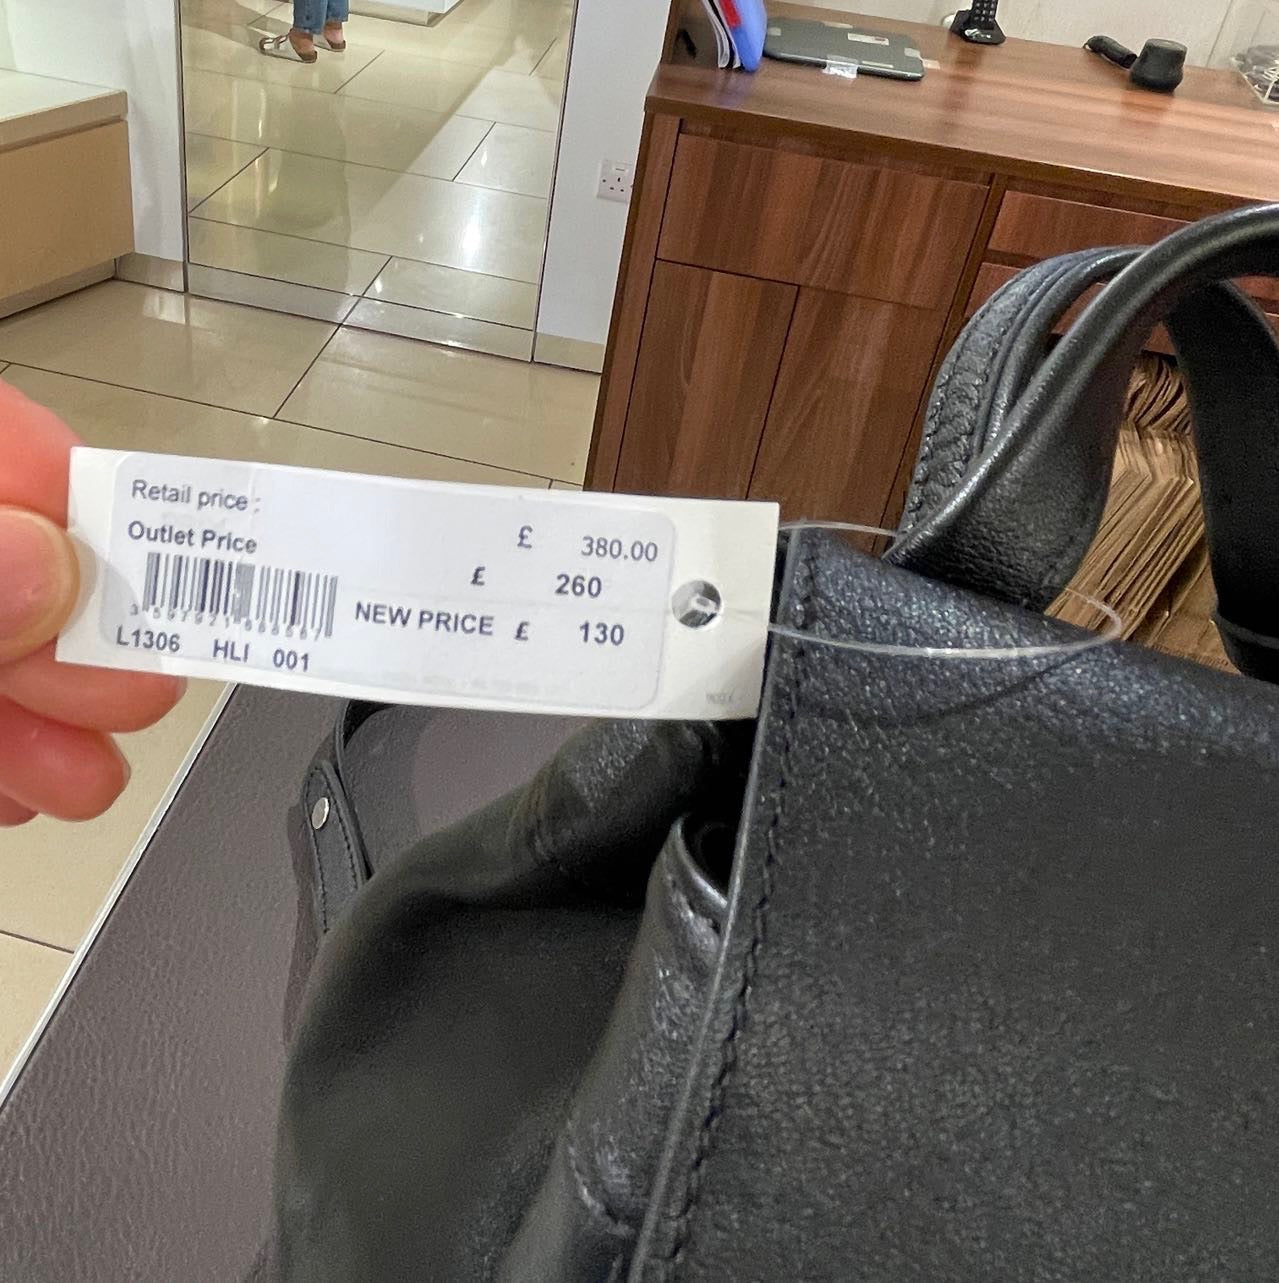 Retail price :
£ 380.00
Outlet Price
£ 260
NEW PRICE £ 130
L1306 HLI 001